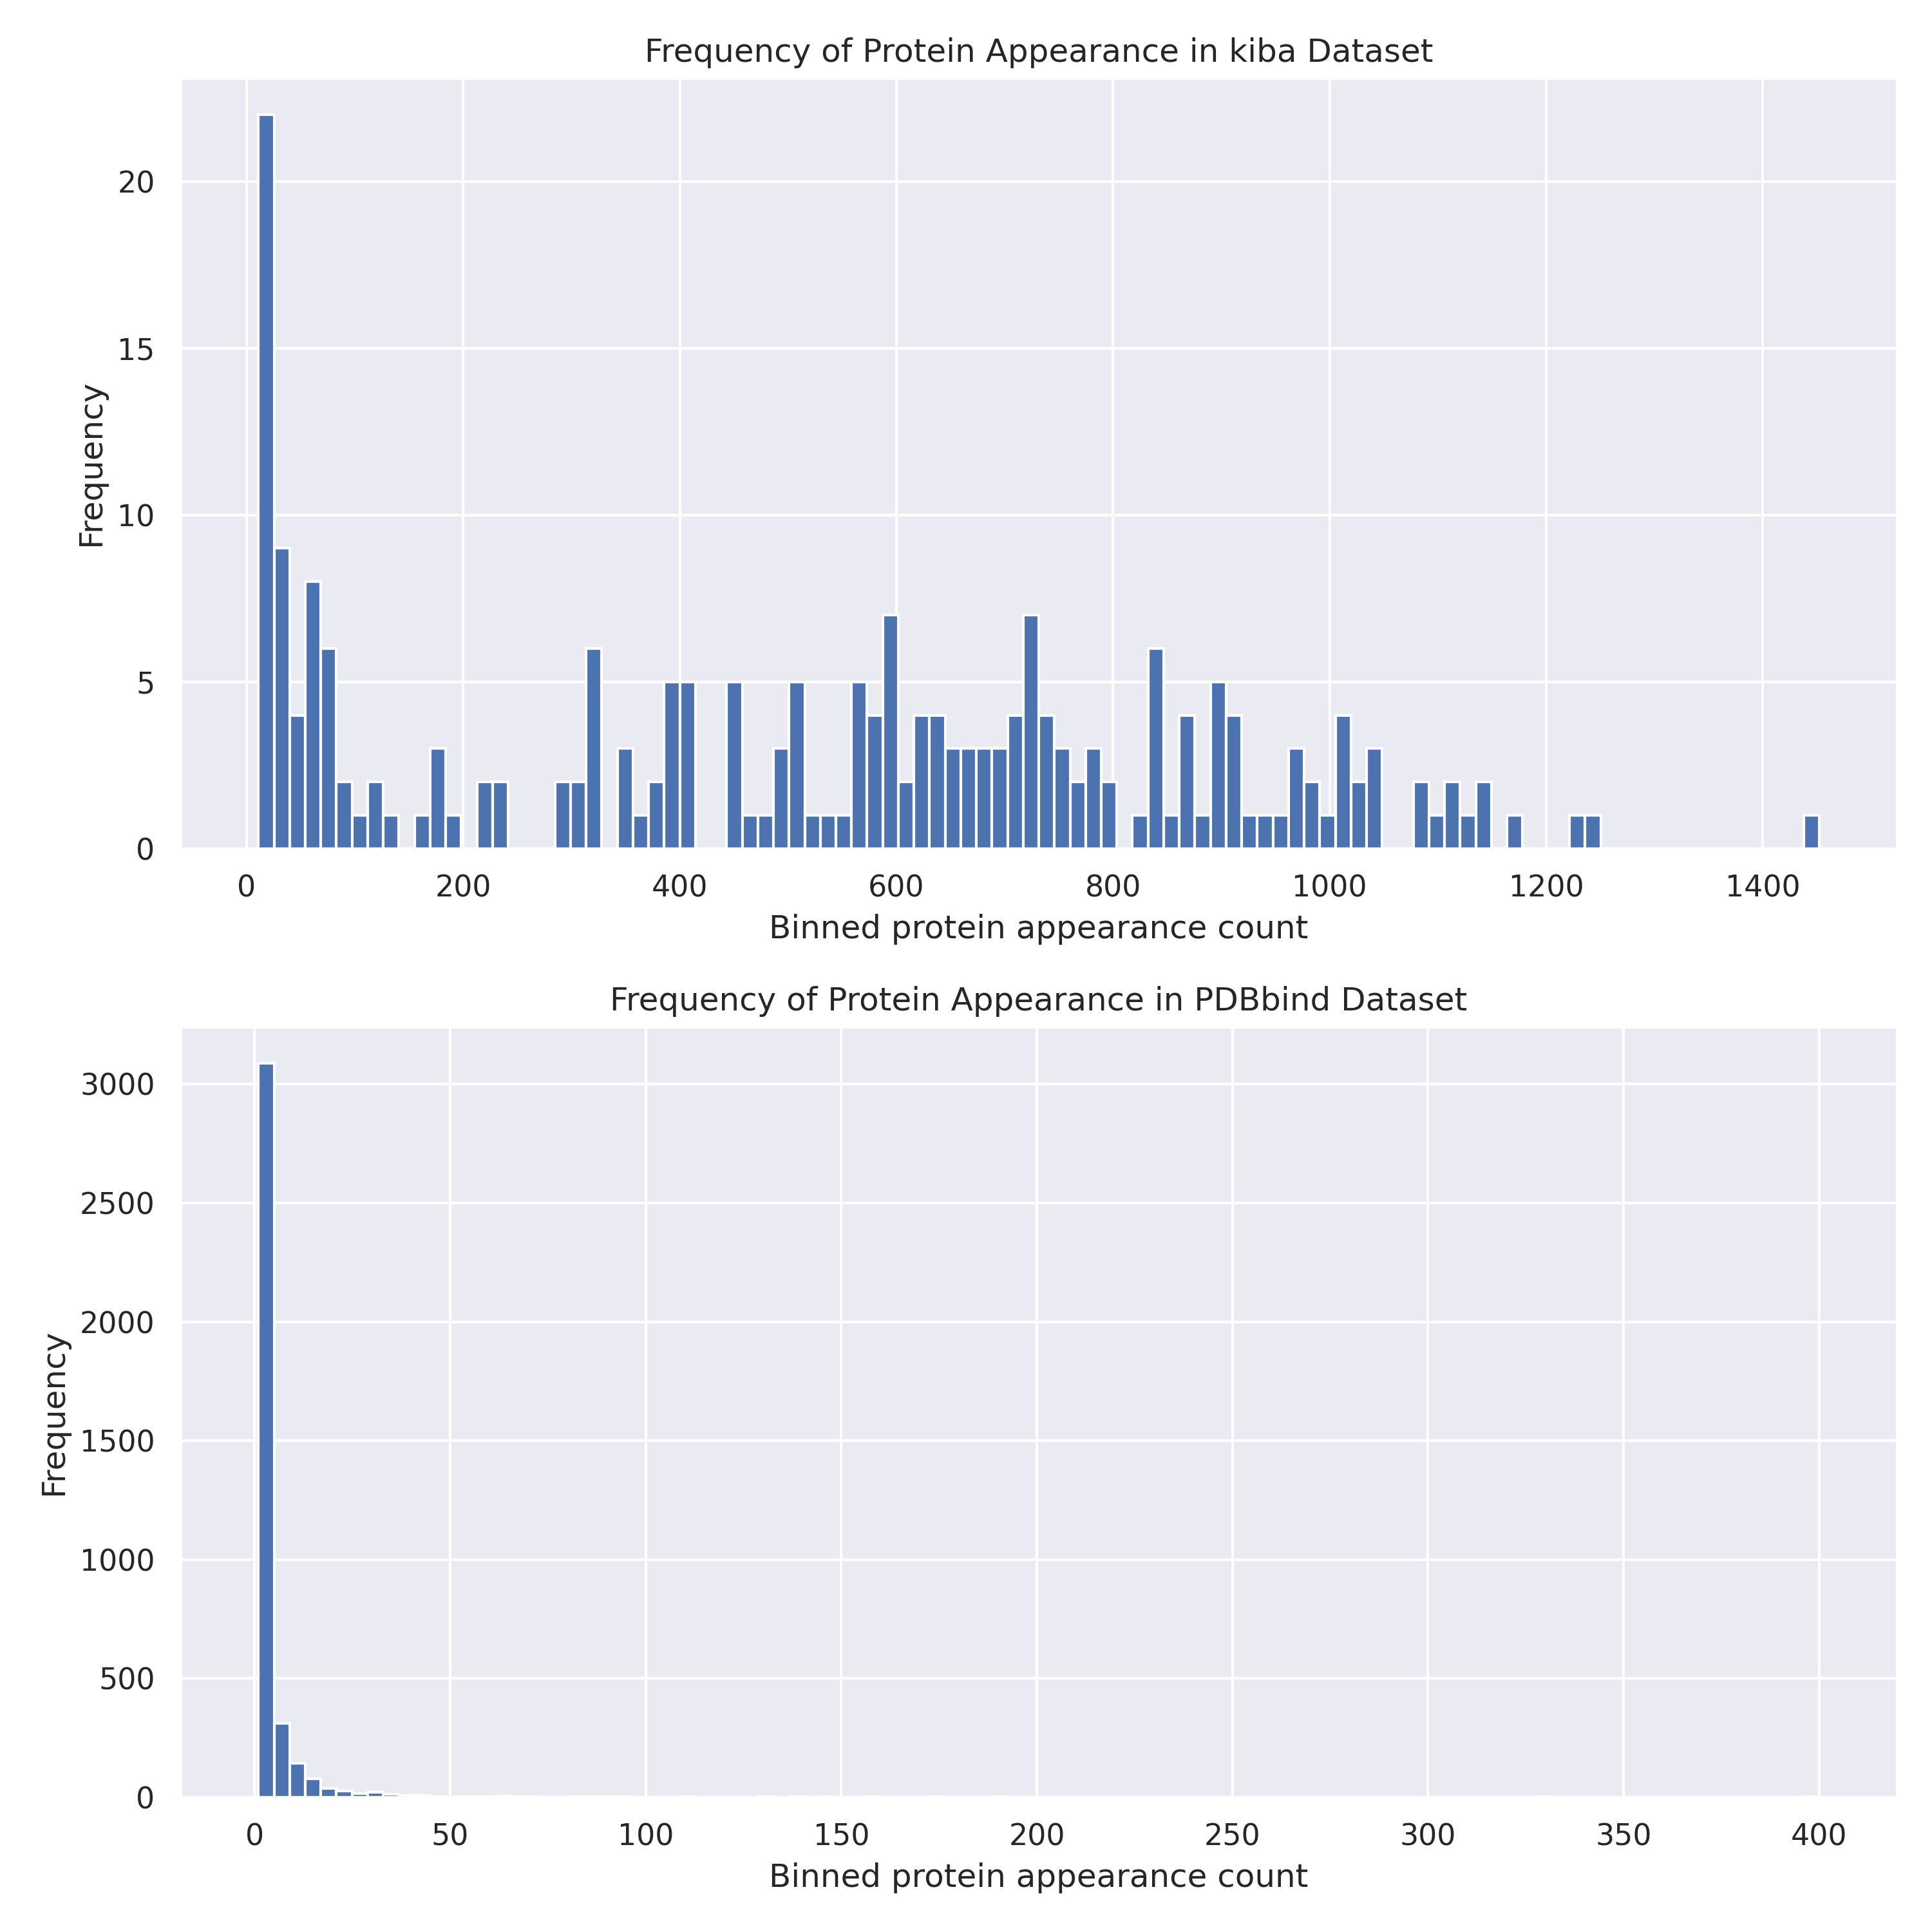 Frequency of Protein Appearance in kiba Dataset
Frequency
20
15
10
5
0
0 200 400 600 800 1000 1200 1400
Binned protein appearance count
Frequency of Protein Appearance in PDBbind Dataset
Frequency
3000
2500
2000
1500
1000
500
0
0 50 100 150 200 250 300 350 400
Binned protein appearance count